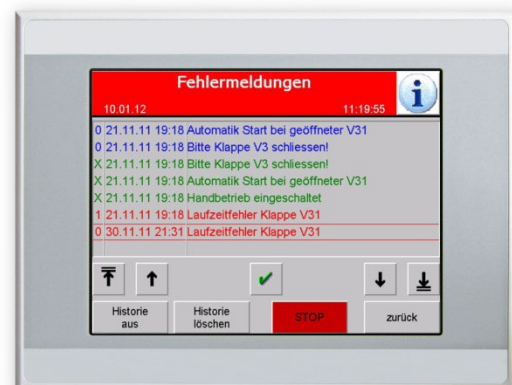 Fehlermeldungen
10.01.12 11:19:55
i
0 21.11.11 19:18 Automatik Start bei geöffneter V31
0 21.11.11 19:18 Bitte Klappe V3 schliessen!
X 21.11.11 19:18 Bitte Klappe V3 schliessen!
X 21.11.11 19:18 Automatik Start bei geöffneter V31
X 21.11.11 19:18 Handbetrieb eingeschaltet
1 21.11.11 19:18 Laufzeitfehler Klappe V31
0 30.11.11 21:31 Laufzeitfehler Klappe V31
Historie aus
Historie löschen
STOP
zurück